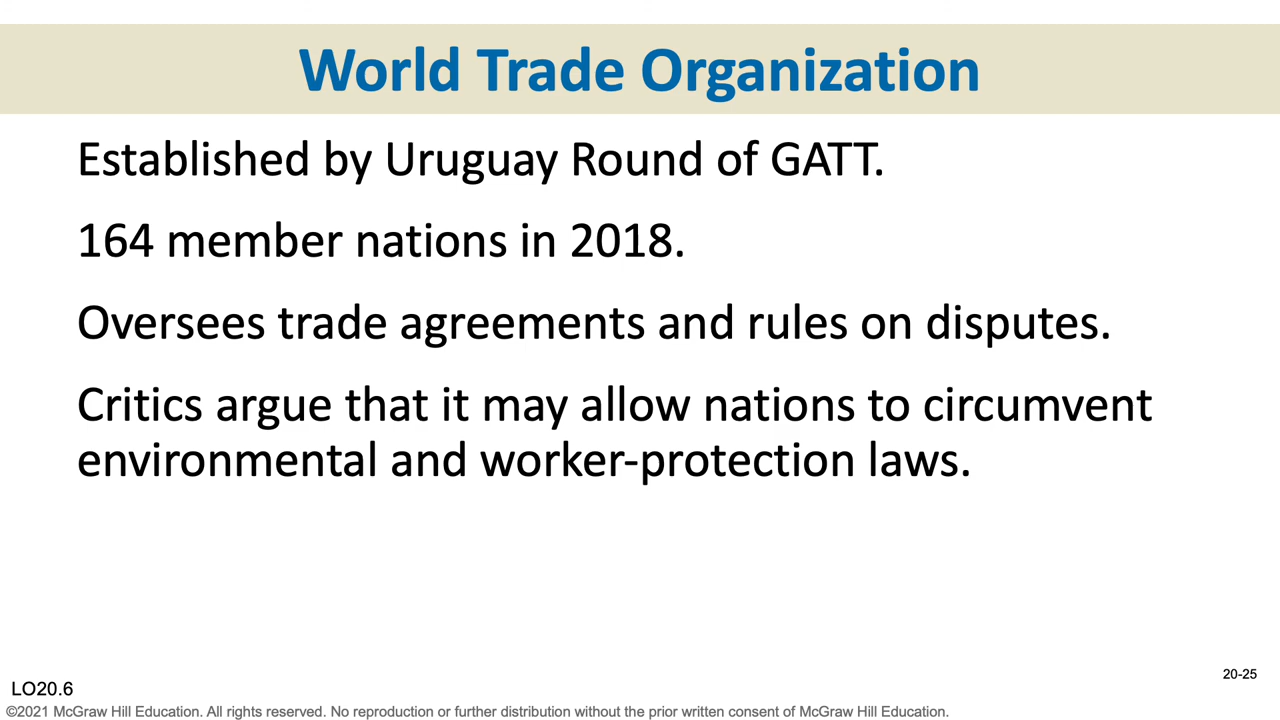 World Trade Organization
Established by Uruguay Round of GATT.
164 member nations in 2018.
Oversees trade agreements and rules on disputes.
Critics argue that it may allow nations to circumvent
environmental and worker-protection laws.
20-25
LO20.6
©2021 McGraw Hill Education. All rights reserved. No reproduction or further distribution without the prior written consent of McGraw Hill Education.